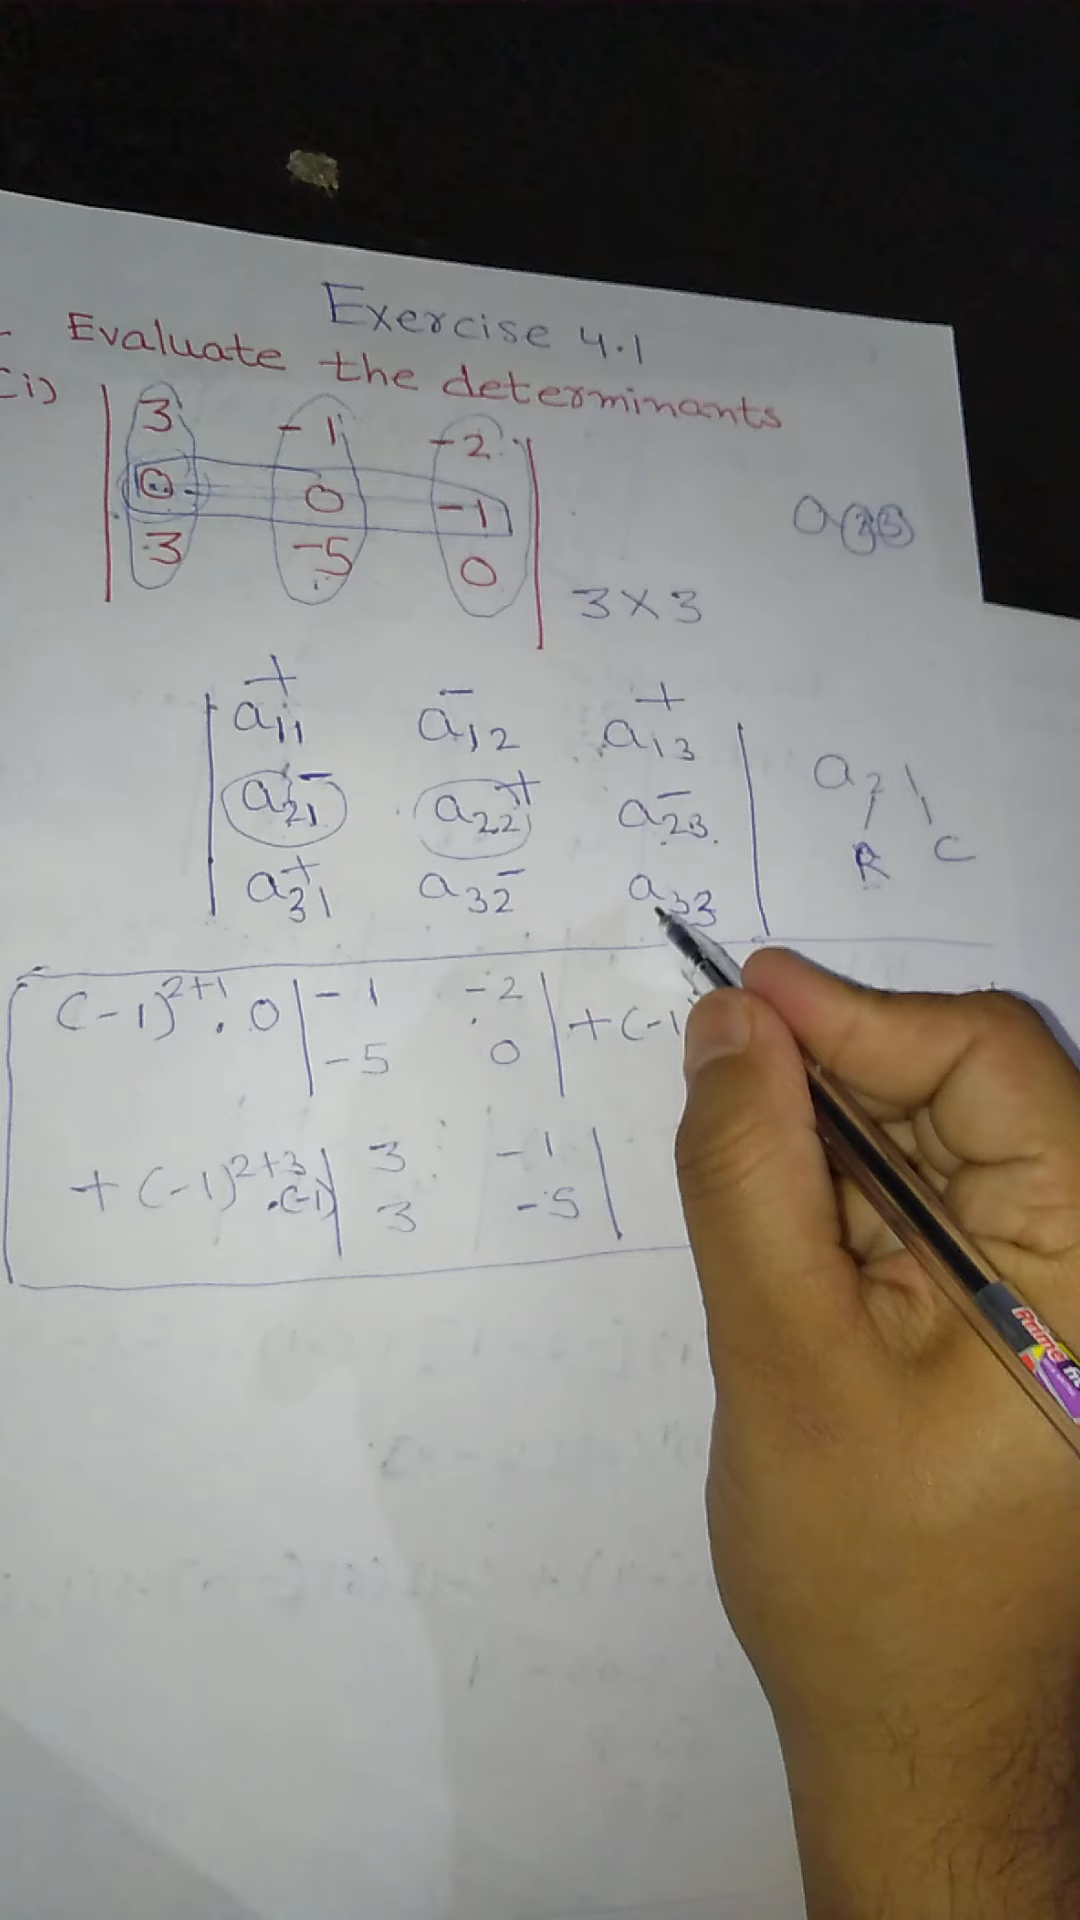 Exercise 4.1
Evaluate the determinants
(i)
3 -1 -2
0 0 -1
3 -5 0
3×3
+ - +
a11 a12 a13
- + -
a21 a22 a23
+ -
a31 a32 a33
a21
R C
(-1)^2+1 . 0 | -1 -2 | + (-1)
-5 0
+ (-1)^2+3 .(-1) | 3 -1 |
3 -5